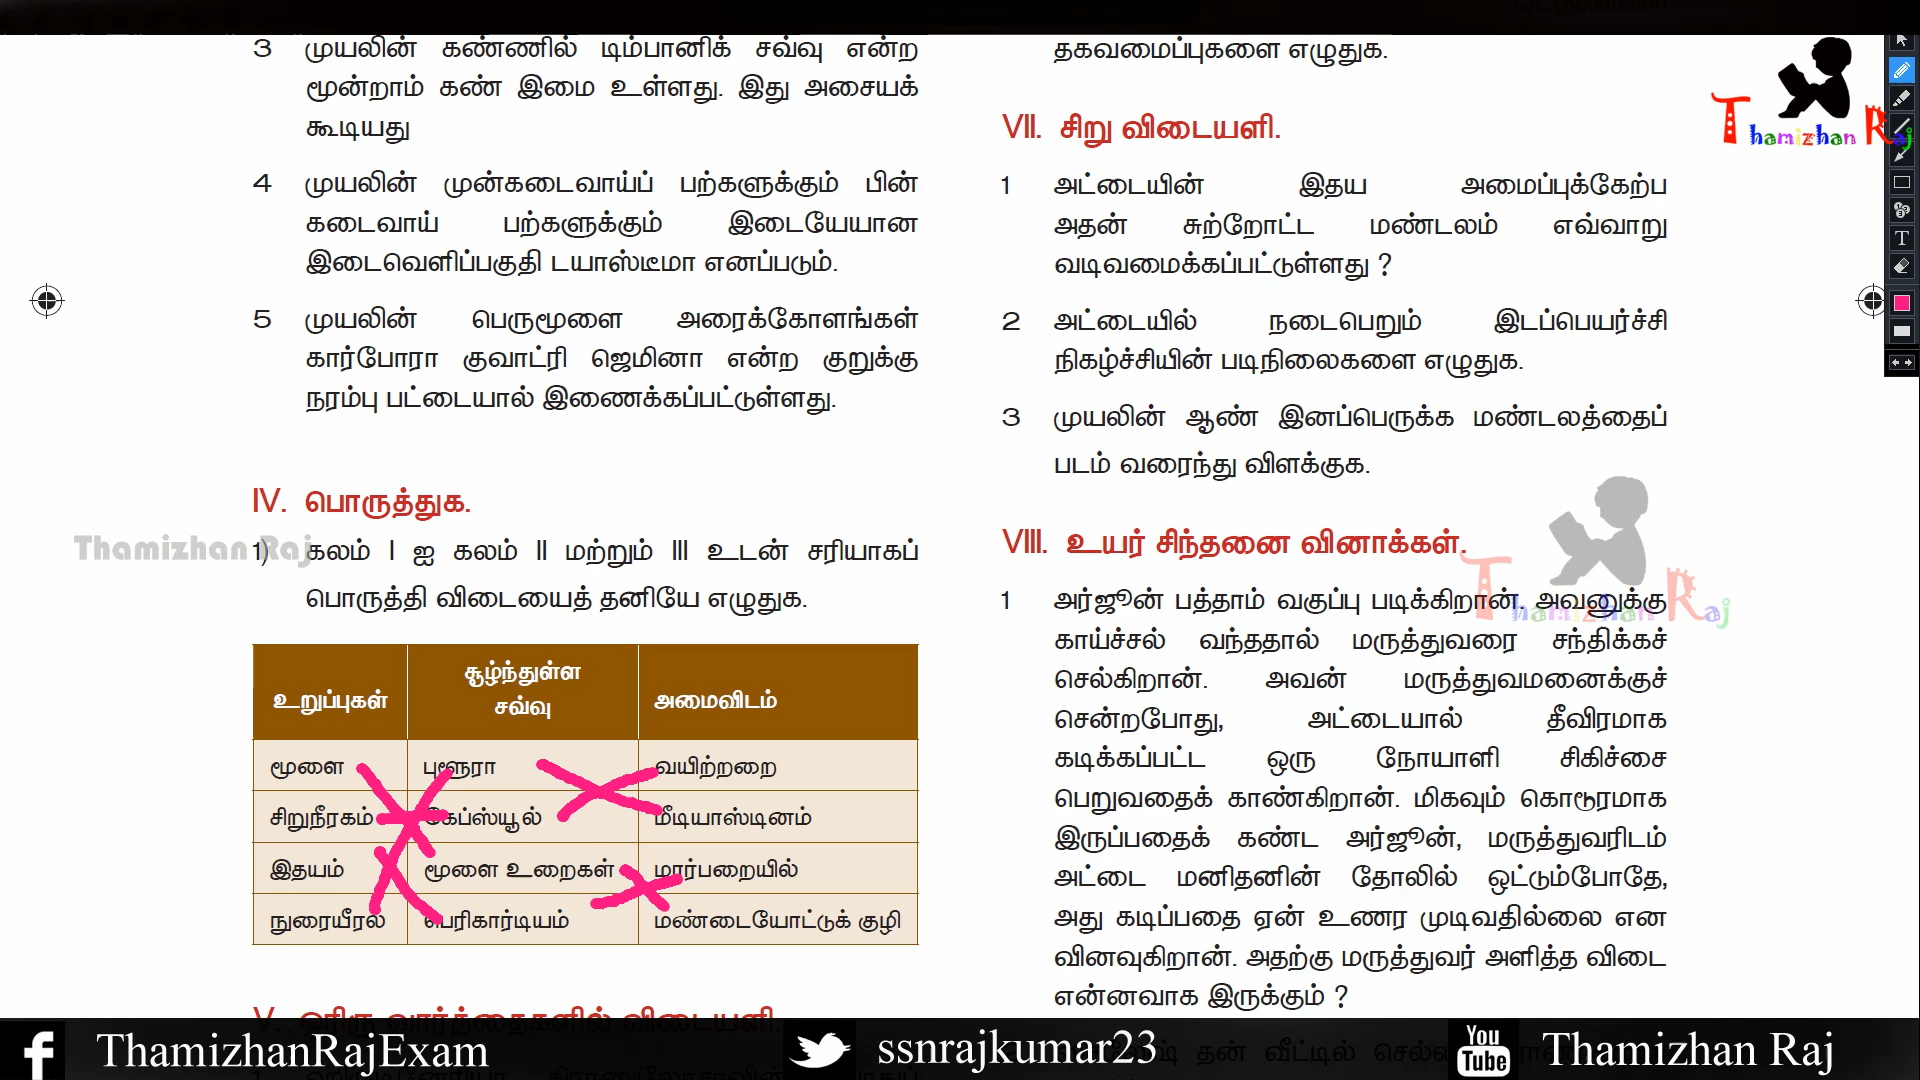 3 முயலின் கண்ணில் டிம்பானிக் சவ்வு என்ற
மூன்றாம் கண் இமை உள்ளது. இது அசையக்
கூடியது
4 முயலின் முன்கடைவாய்ப் பற்களுக்கும் பின்
கடைவாய் பற்களுக்கும் இடையேயான
இடைவெளிப்பகுதி டயாஸ்டீமா எனப்படும்.
5 முயலின் பெருமூளை அரைக்கோளங்கள்
கார்போரா குவாட்ரி ஜெமினா என்ற குறுக்கு
நரம்பு பட்டையால் இணைக்கப்பட்டுள்ளது.
IV. பொருத்துக.
Thamizhan Raj
1) கலம் I ஐ கலம் II மற்றும் III உடன் சரியாகப்
பொருத்தி விடையைத் தனியே எழுதுக.
உறுப்புகள் சூழ்ந்துள்ள சவ்வு அமைவிடம்
மூளை புளூரா வயிற்றறை
சிறுநீரகம் கேப்ஸ்யூல் மீடியாஸ்டினம்
இதயம் மூளை உறைகள் மார்பறையில்
நுரையீரல் பெரிகார்டியம் மண்டையோட்டுக் குழி
V. ஒரிரு வார்த்தைகளில் விடையளி.
தகவமைப்புகளை எழுதுக.
VII. சிறு விடையளி.
1 அட்டையின் இதய அமைப்புக்கேற்ப
அதன் சுற்றோட்ட மண்டலம் எவ்வாறு
வடிவமைக்கப்பட்டுள்ளது ?
2 அட்டையில் நடைபெறும் இடப்பெயர்ச்சி
நிகழ்ச்சியின் படிநிலைகளை எழுதுக.
3 முயலின் ஆண் இனப்பெருக்க மண்டலத்தைப்
படம் வரைந்து விளக்குக.
VIII. உயர் சிந்தனை வினாக்கள்.
1 அர்ஜூன் பத்தாம் வகுப்பு படிக்கிறான். அவனுக்கு
காய்ச்சல் வந்ததால் மருத்துவரை சந்திக்கச்
செல்கிறான். அவன் மருத்துவமனைக்குச்
சென்றபோது, அட்டையால் தீவிரமாக
கடிக்கப்பட்ட ஒரு நோயாளி சிகிச்சை
பெறுவதைக் காண்கிறான். மிகவும் கொடூரமாக
இருப்பதைக் கண்ட அர்ஜூன், மருத்துவரிடம்
அட்டை மனிதனின் தோலில் ஒட்டும்போதே,
அது கடிப்பதை ஏன் உணர முடிவதில்லை என
வினவுகிறான். அதற்கு மருத்துவர் அளித்த விடை
என்னவாக இருக்கும் ?
Thamizhan Raj
Thamizhan Raj
ThamizhanRajExam
ssnrajkumar23
You Tube Thamizhan Raj